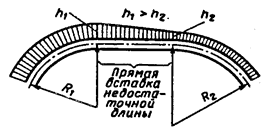 h₁ h₁ > h₂. h₂
Прямая
вставка
недоста-
точной
длины
R₁ R₂